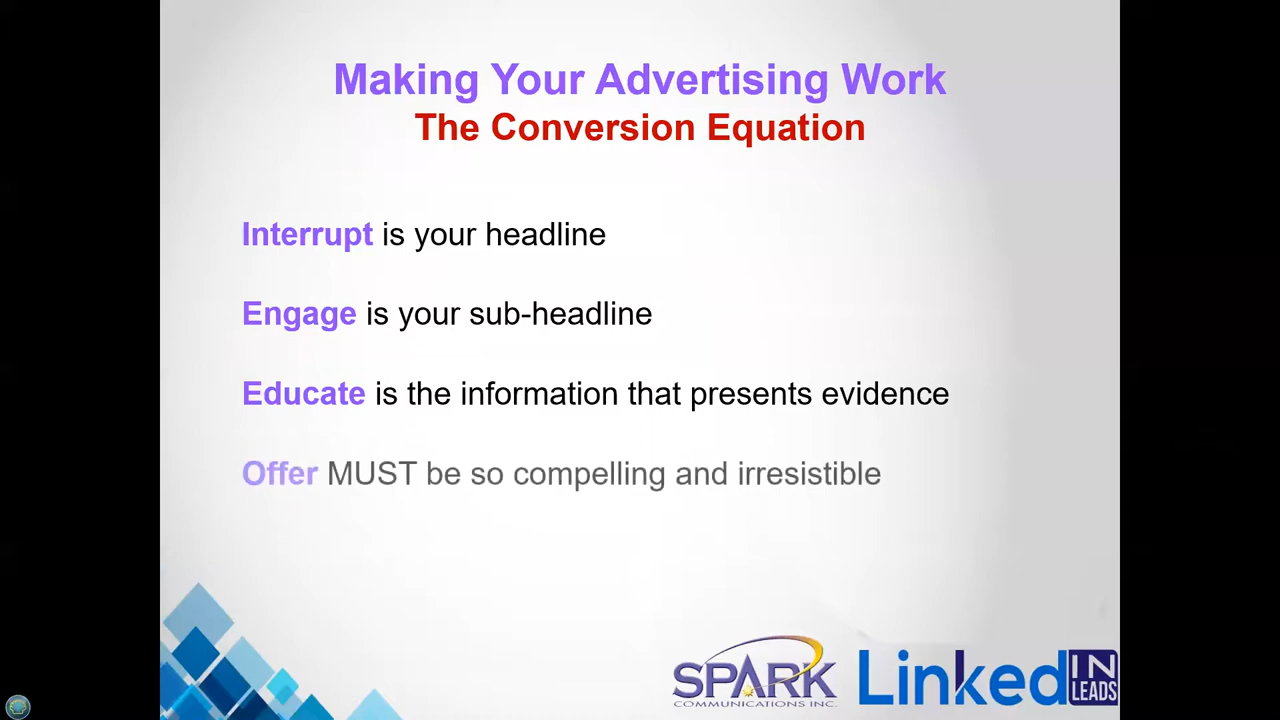 Making Your Advertising Work
The Conversion Equation
Interrupt is your headline
Engage is your sub-headline
Educate is the information that presents evidence
Offer MUST be so compelling and irresistible
SPARK
COMMUNICATIONS INC.
Linked IN
LEADS